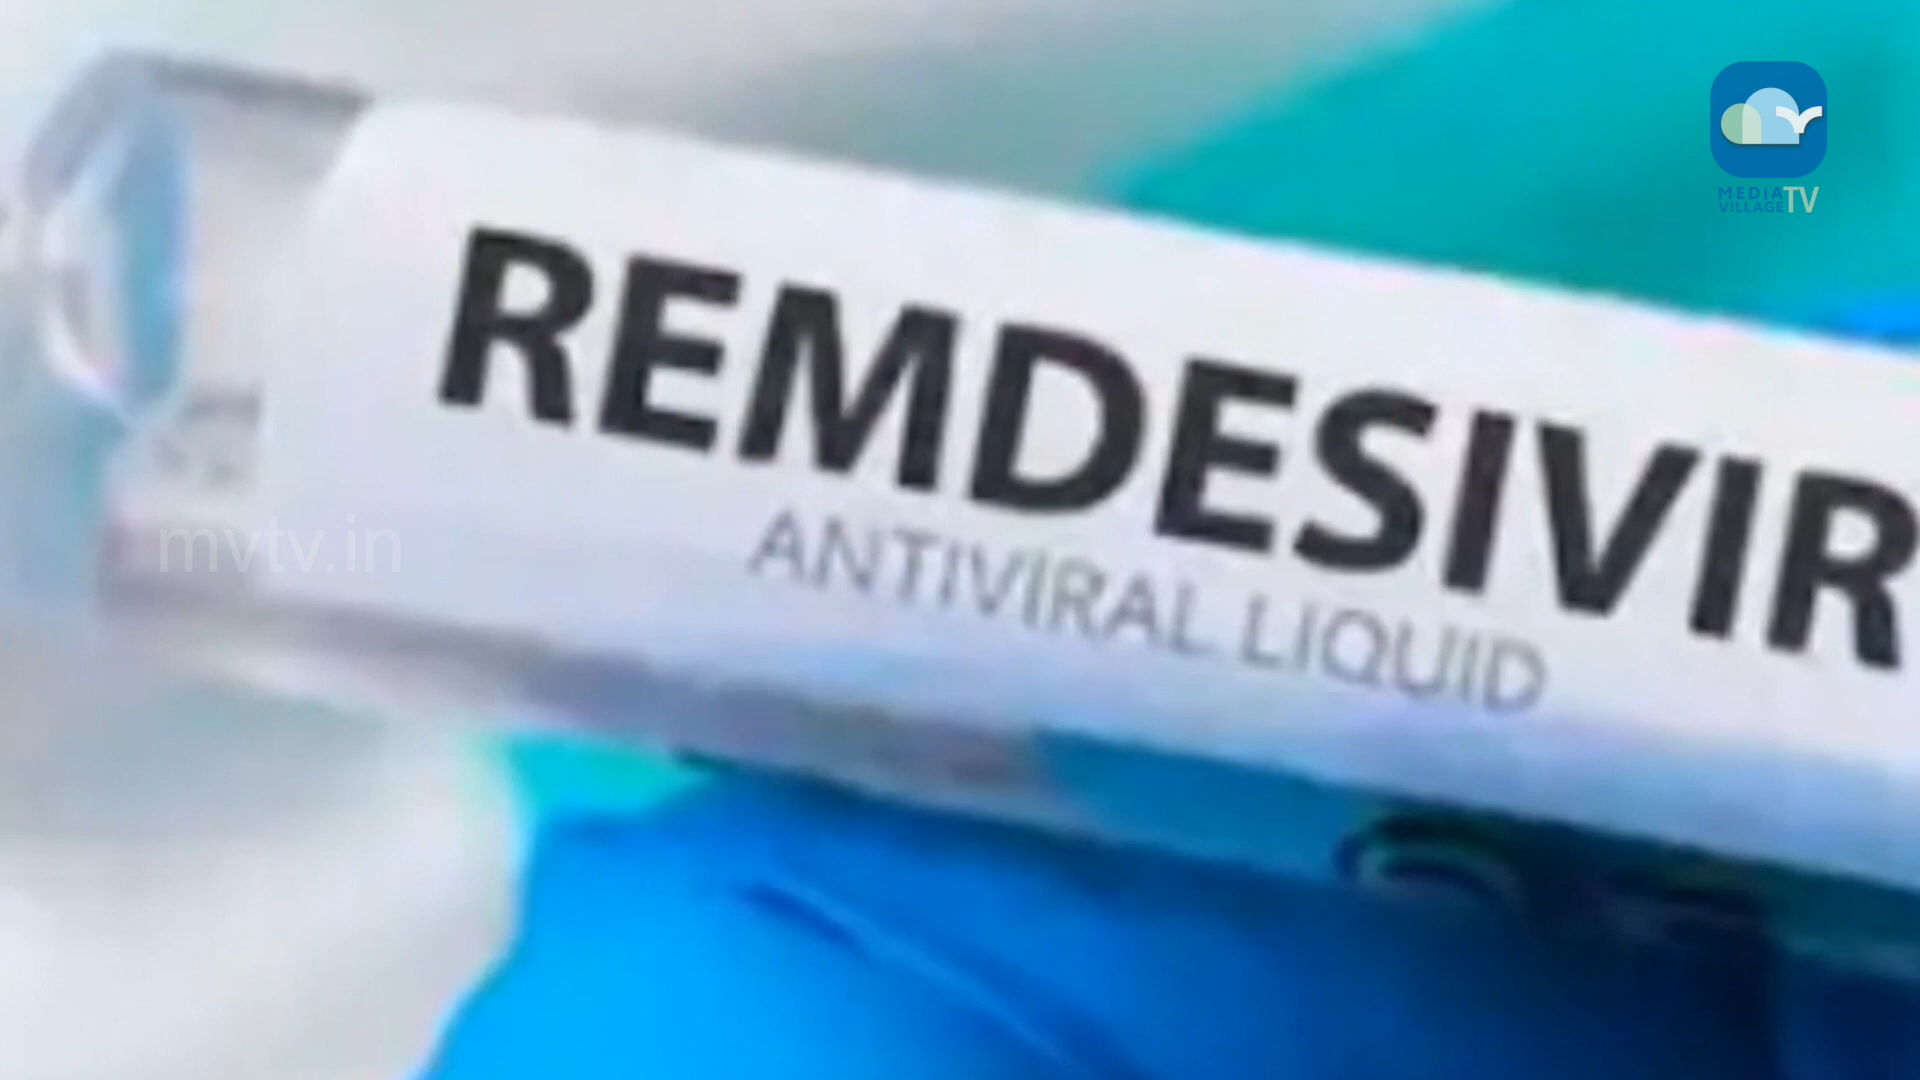 MEDIA
VILLAGE TV
REMDESIVIR
ANTIVIRAL LIQUID
mvtv.in